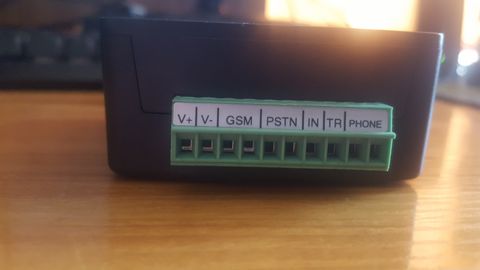 V+ V- GSM PSTN IN TR PHONE